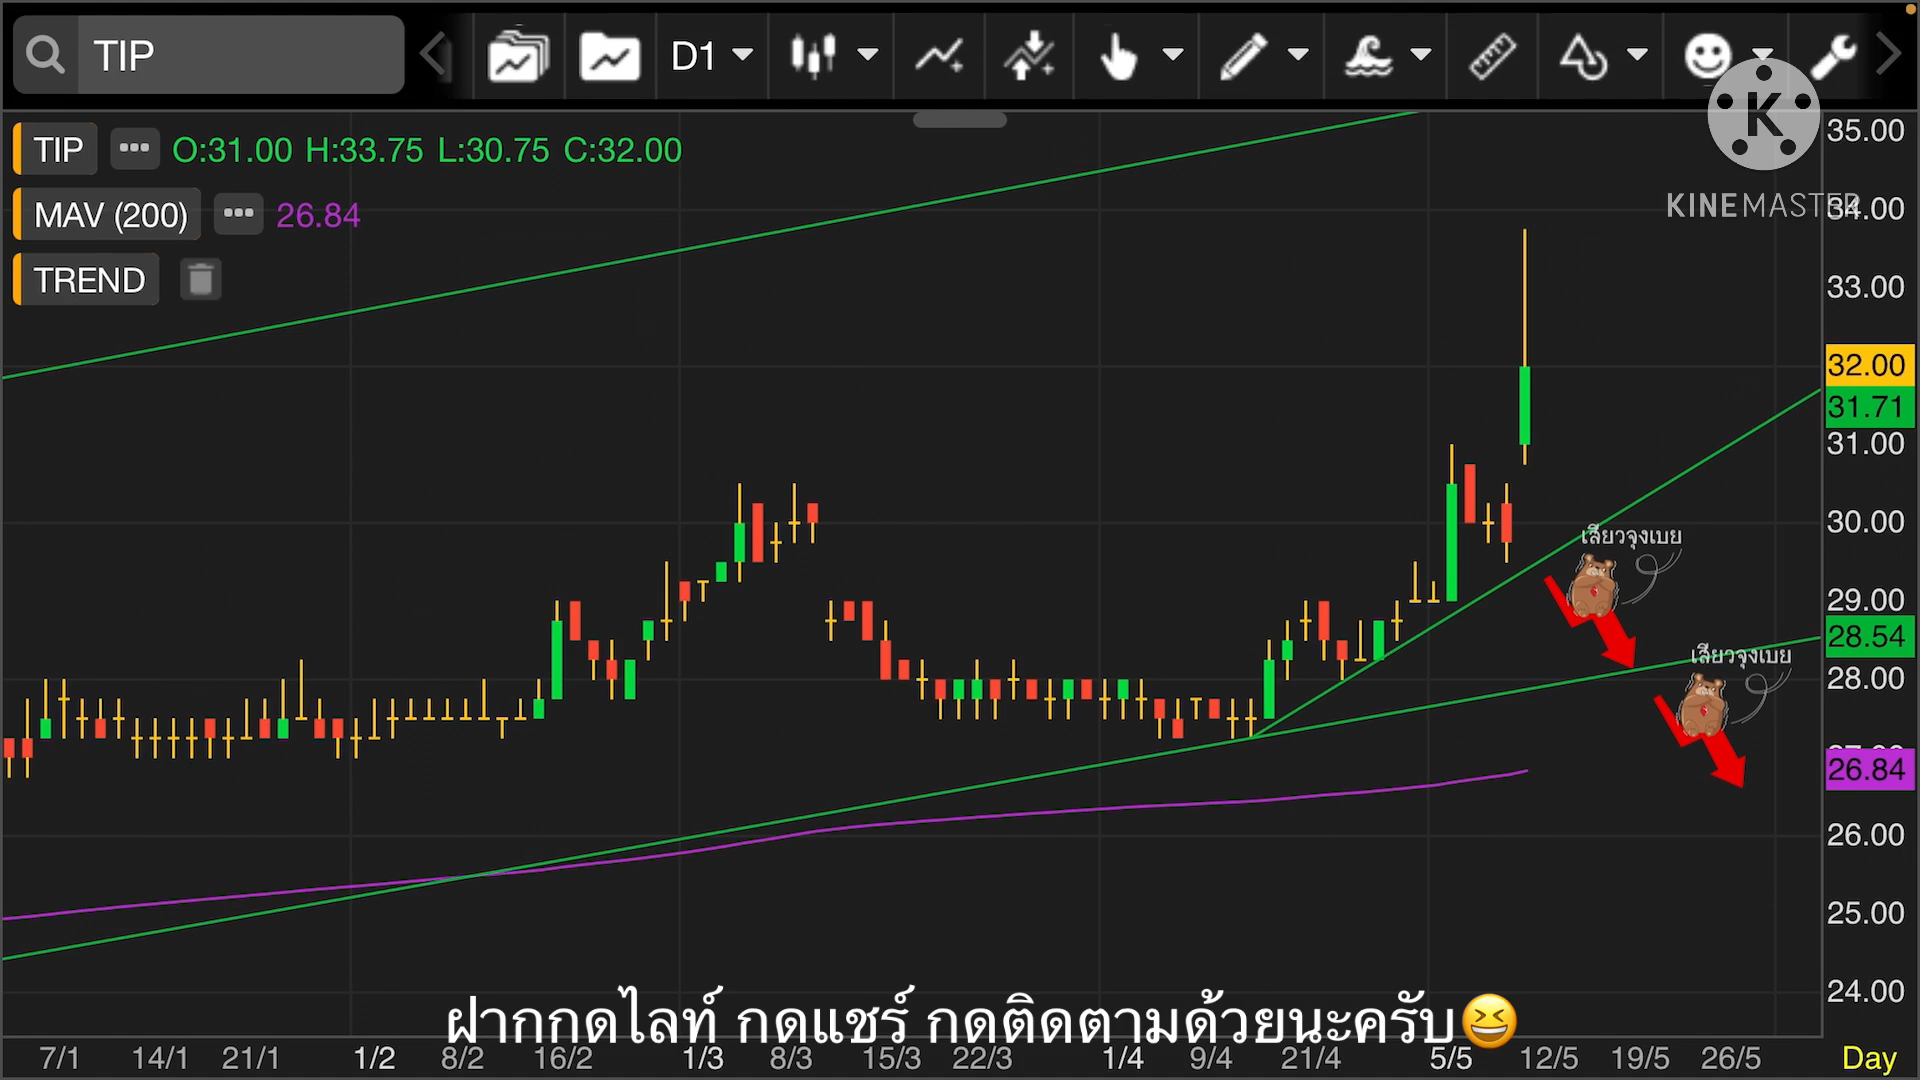 TIP
D1
TIP ••• O:31.00 H:33.75 L:30.75 C:32.00
MAV (200) ••• 26.84
TREND
K
KINEMASTER
35.00
34.00
33.00
32.00
31.71
31.00
30.00
29.00
28.54
28.00
26.84
26.00
25.00
24.00
เสียวจุงเบย
เสียวจุงเบย
ฝากกดไลท์ กดแชร์ กดติดตามด้วยนะครับ😆
7/1 14/1 21/1 1/2 8/2 16/2 1/3 8/3 15/3 22/3 1/4 9/4 21/4 5/5 12/5 19/5 26/5 Day